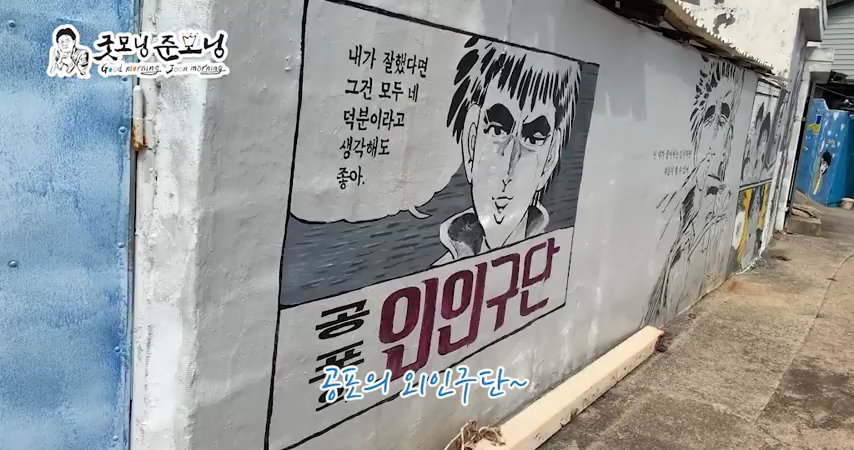 굿모닝 준모닝
Good morning Joon morning
내가 잘했다면
그건 모두 네
덕분이라고
생각해도
좋아.
공포의
외인구단
공포의 외인구단~